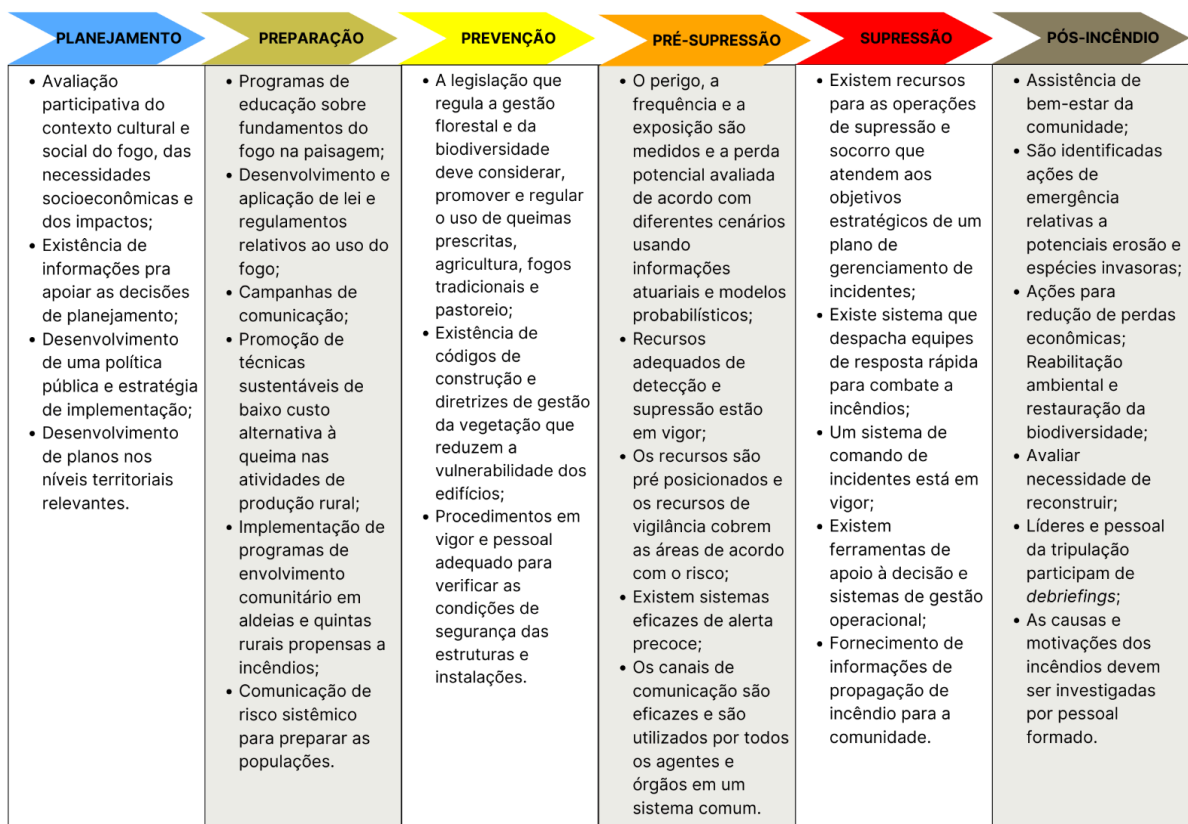 PLANEJAMENTO
PREPARAÇÃO
PREVENÇÃO
PRÉ-SUPRESSÃO
SUPRESSÃO
PÓS-INCÊNDIO
• Avaliação
participativa do
contexto cultural e
social do fogo, das
necessidades
socioeconômicas e
dos impactos;
• Existência de
informações pra
apoiar as decisões
de planejamento;
• Desenvolvimento
de uma política
pública e estratégia
de implementação;
• Desenvolvimento
de planos nos
níveis territoriais
relevantes.
• Programas de
educação sobre
fundamentos do
fogo na paisagem;
• Desenvolvimento e
aplicação de lei e
regulamentos
relativos ao uso do
fogo;
• Campanhas de
comunicação;
• Promoção de
técnicas
sustentáveis de
baixo custo
alternativa à
queima nas
atividades de
produção rural;
• Implementação de
programas de
envolvimento
comunitário em
aldeias e quintas
rurais propensas a
incêndios;
• Comunicação de
risco sistêmico
para preparar as
populações.
• A legislação que
regula a gestão
florestal e da
biodiversidade
deve considerar,
promover e regular
o uso de queimas
prescritas,
agricultura, fogos
tradicionais e
pastoreio;
• Existência de
códigos de
construção e
diretrizes de gestão
da vegetação que
reduzem a
vulnerabilidade dos
edifícios;
• Procedimentos em
vigor e pessoal
adequado para
verificar as
condições de
segurança das
estruturas e
instalações.
• O perigo, a
frequência e a
exposição são
medidos e a perda
potencial avaliada
de acordo com
diferentes cenários
usando
informações
atuariais e modelos
probabilísticos;
• Recursos
adequados de
detecção e
supressão estão
em vigor;
• Os recursos são
pré posicionados e
os recursos de
vigilância cobrem
as áreas de acordo
com o risco;
• Existem sistemas
eficazes de alerta
precoce;
• Os canais de
comunicação são
eficazes e são
utilizados por todos
os agentes e
órgãos em um
sistema comum.
• Existem recursos
para as operações
de supressão e
socorro que
atendem aos
objetivos
estratégicos de um
plano de
gerenciamento de
incidentes;
• Existe sistema que
despacha equipes
de resposta rápida
para combate a
incêndios;
• Um sistema de
comando de
incidentes está em
vigor;
• Existem
ferramentas de
apoio à decisão e
sistemas de gestão
operacional;
• Fornecimento de
informações de
propagação de
incêndio para a
comunidade.
• Assistência de
bem-estar da
comunidade;
• São identificadas
ações de
emergência
relativas a
potenciais erosão e
espécies invasoras;
• Ações para
redução de perdas
econômicas;
Reabilitação
ambiental e
restauração da
biodiversidade;
• Avaliar
necessidade de
reconstruir;
• Líderes e pessoal
da tripulação
participam de
debriefings;
• As causas e
motivações dos
incêndios devem
ser investigadas
por pessoal
formado.